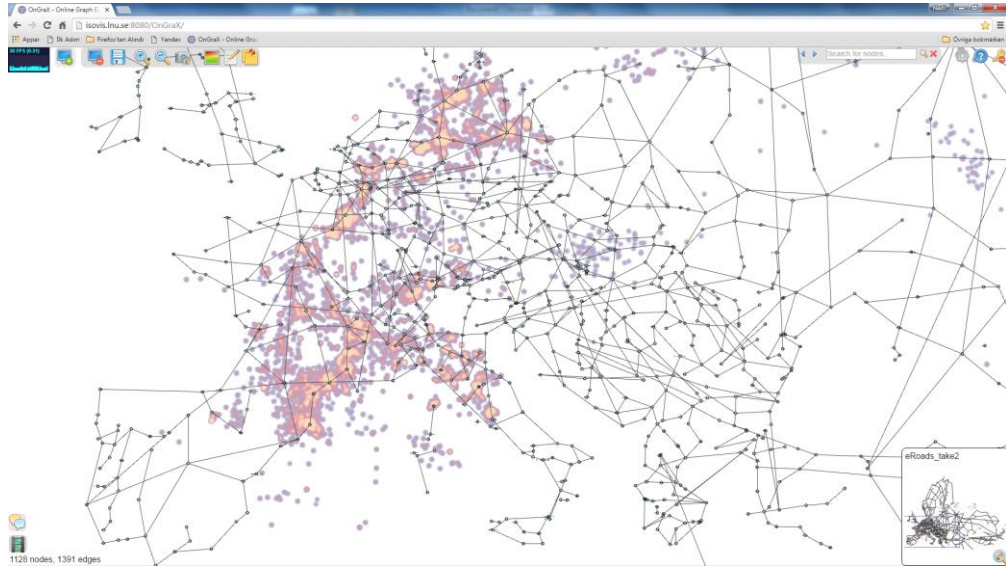 OnGraX - Online Graph E
isovis.lnu.se:8080/OnGraX/
Appar
İlk Adım
Firefox'tan Alındı
Yandex
OnGraX - Online Gra
Övriga bokmärken
Search for nodes
eRoads_take2
1128 nodes, 1391 edges